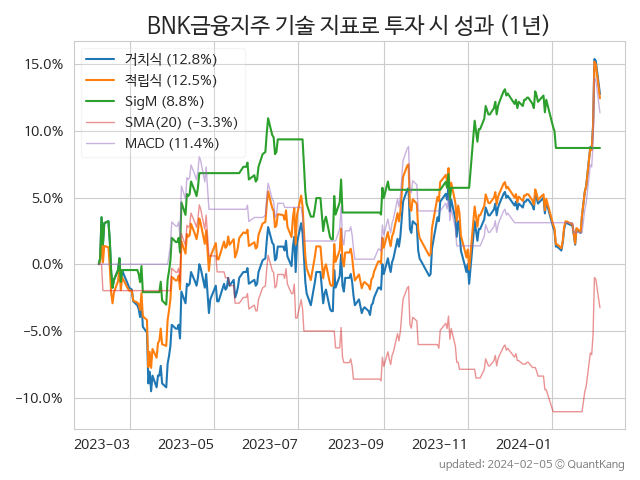 BNK금융지주 기술 지표로 투자 시 성과 (1년)
거치식 (12.8%)
적립식 (12.5%)
SigM (8.8%)
SMA(20) (−3.3%)
MACD (11.4%)
15.0%
10.0%
5.0%
0.0%
−5.0%
−10.0%
2023-03 2023-05 2023-07 2023-09 2023-11 2024-01
updated: 2024-02-05 ⓒ QuantKang